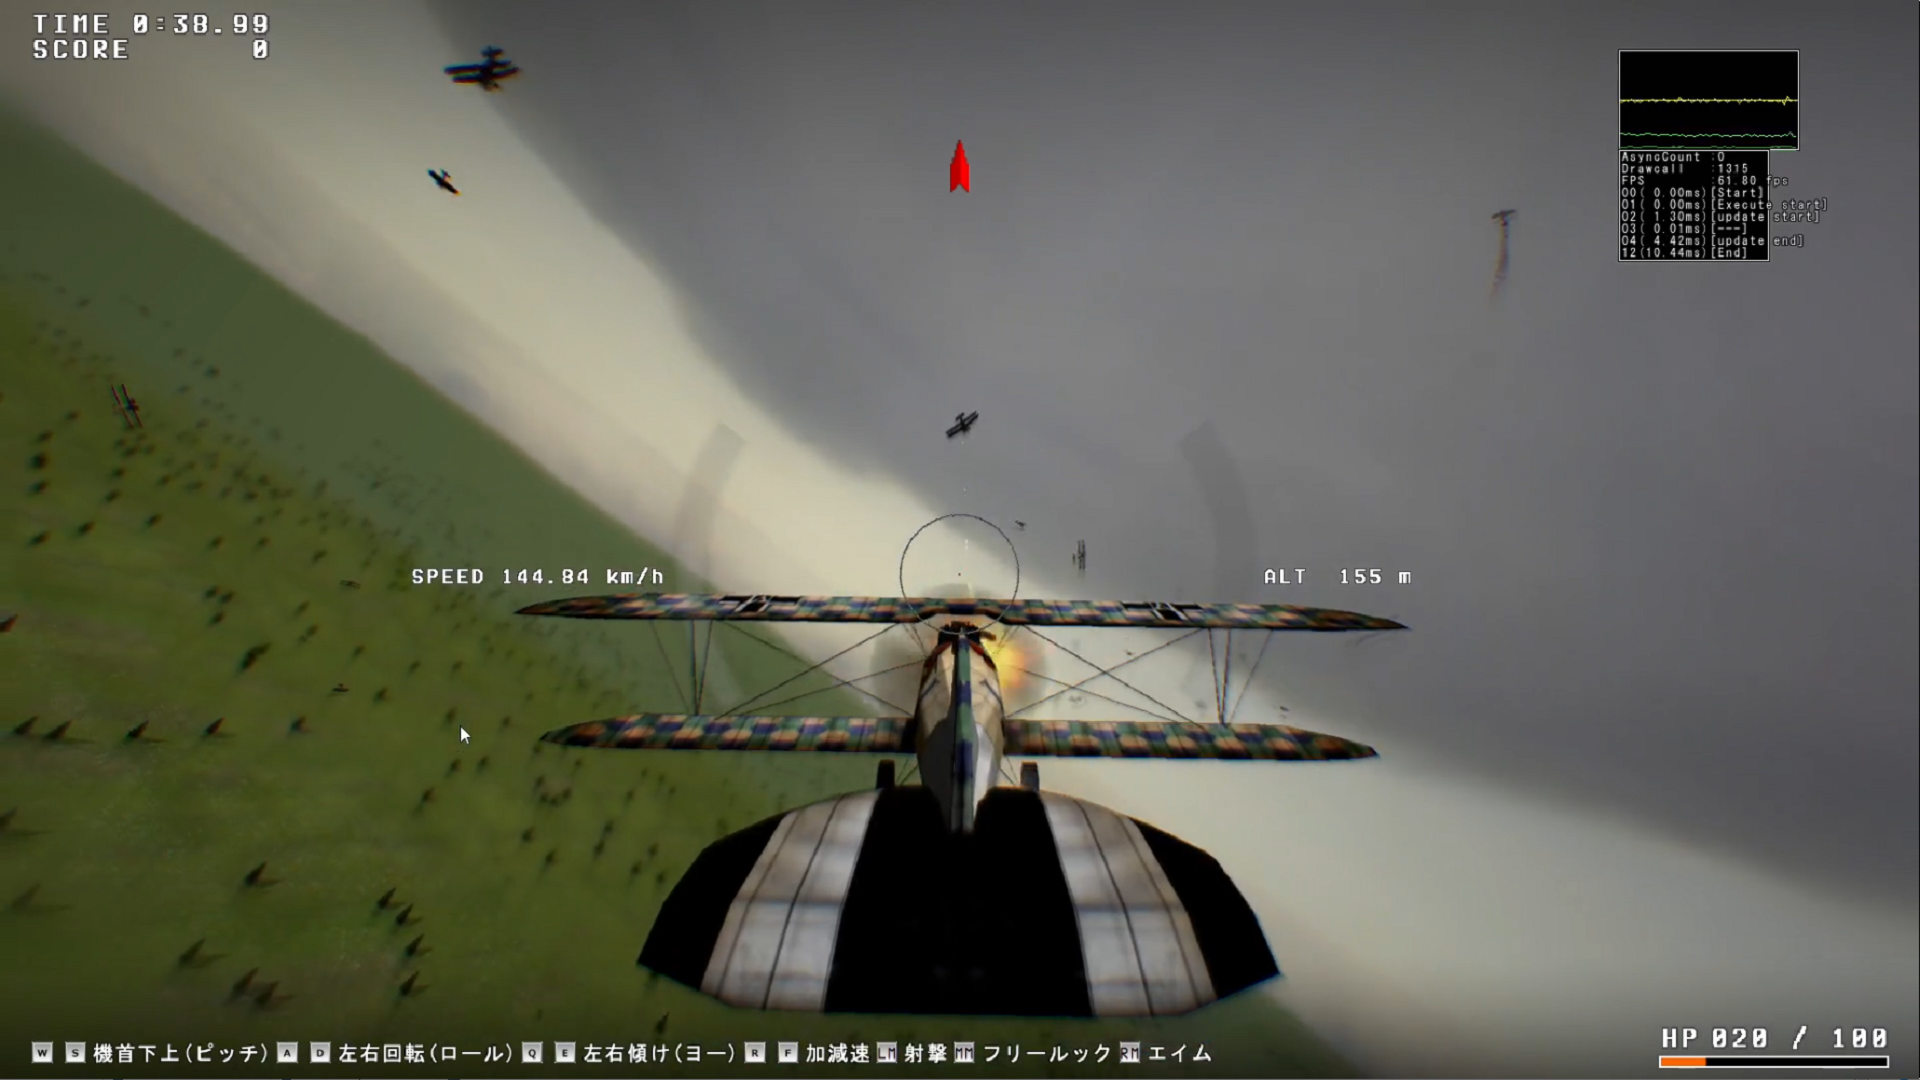 TIME 0:38.99
SCORE 0
AsyncCount :0
Drawcall :1315
FPS :61.80 fps
00( 0.00ms)[Start]
01( 0.00ms)[Execute start]
02( 1.30ms)[update start]
03( 0.01ms)[---]
04( 4.42ms)[update end]
12(10.44ms)[End]
SPEED 144.84 km/h
ALT 155 m
HP 020 / 100
W S 機首下上(ピッチ) A D 左右回転(ロール) Q E 左右傾け(ヨー) R F 加減速 LM 射撃 MM フリールック RM エイム